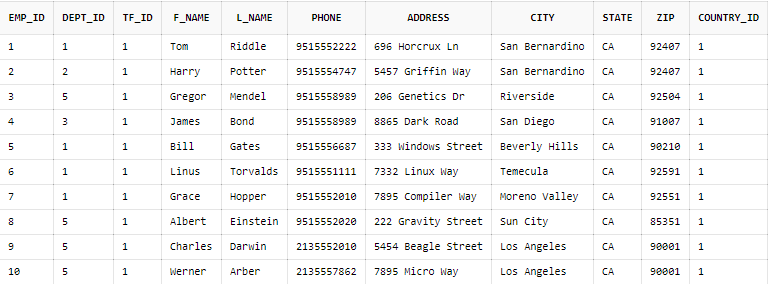 EMP_ID DEPT_ID TF_ID F_NAME L_NAME PHONE ADDRESS CITY STATE ZIP COUNTRY_ID
1 1 1 Tom Riddle 9515552222 696 Horcrux Ln San Bernardino CA 92407 1
2 2 1 Harry Potter 9515554747 5457 Griffin Way San Bernardino CA 92407 1
3 5 1 Gregor Mendel 9515558989 206 Genetics Dr Riverside CA 92504 1
4 3 1 James Bond 9515558989 8865 Dark Road San Diego CA 91007 1
5 1 1 Bill Gates 9515556687 333 Windows Street Beverly Hills CA 90210 1
6 1 1 Linus Torvalds 9515551111 7332 Linux Way Temecula CA 92591 1
7 1 1 Grace Hopper 9515552010 7895 Compiler Way Moreno Valley CA 92551 1
8 5 1 Albert Einstein 9515552020 222 Gravity Street Sun City CA 85351 1
9 5 1 Charles Darwin 2135552010 5454 Beagle Street Los Angeles CA 90001 1
10 5 1 Werner Arber 2135557862 7895 Micro Way Los Angeles CA 90001 1